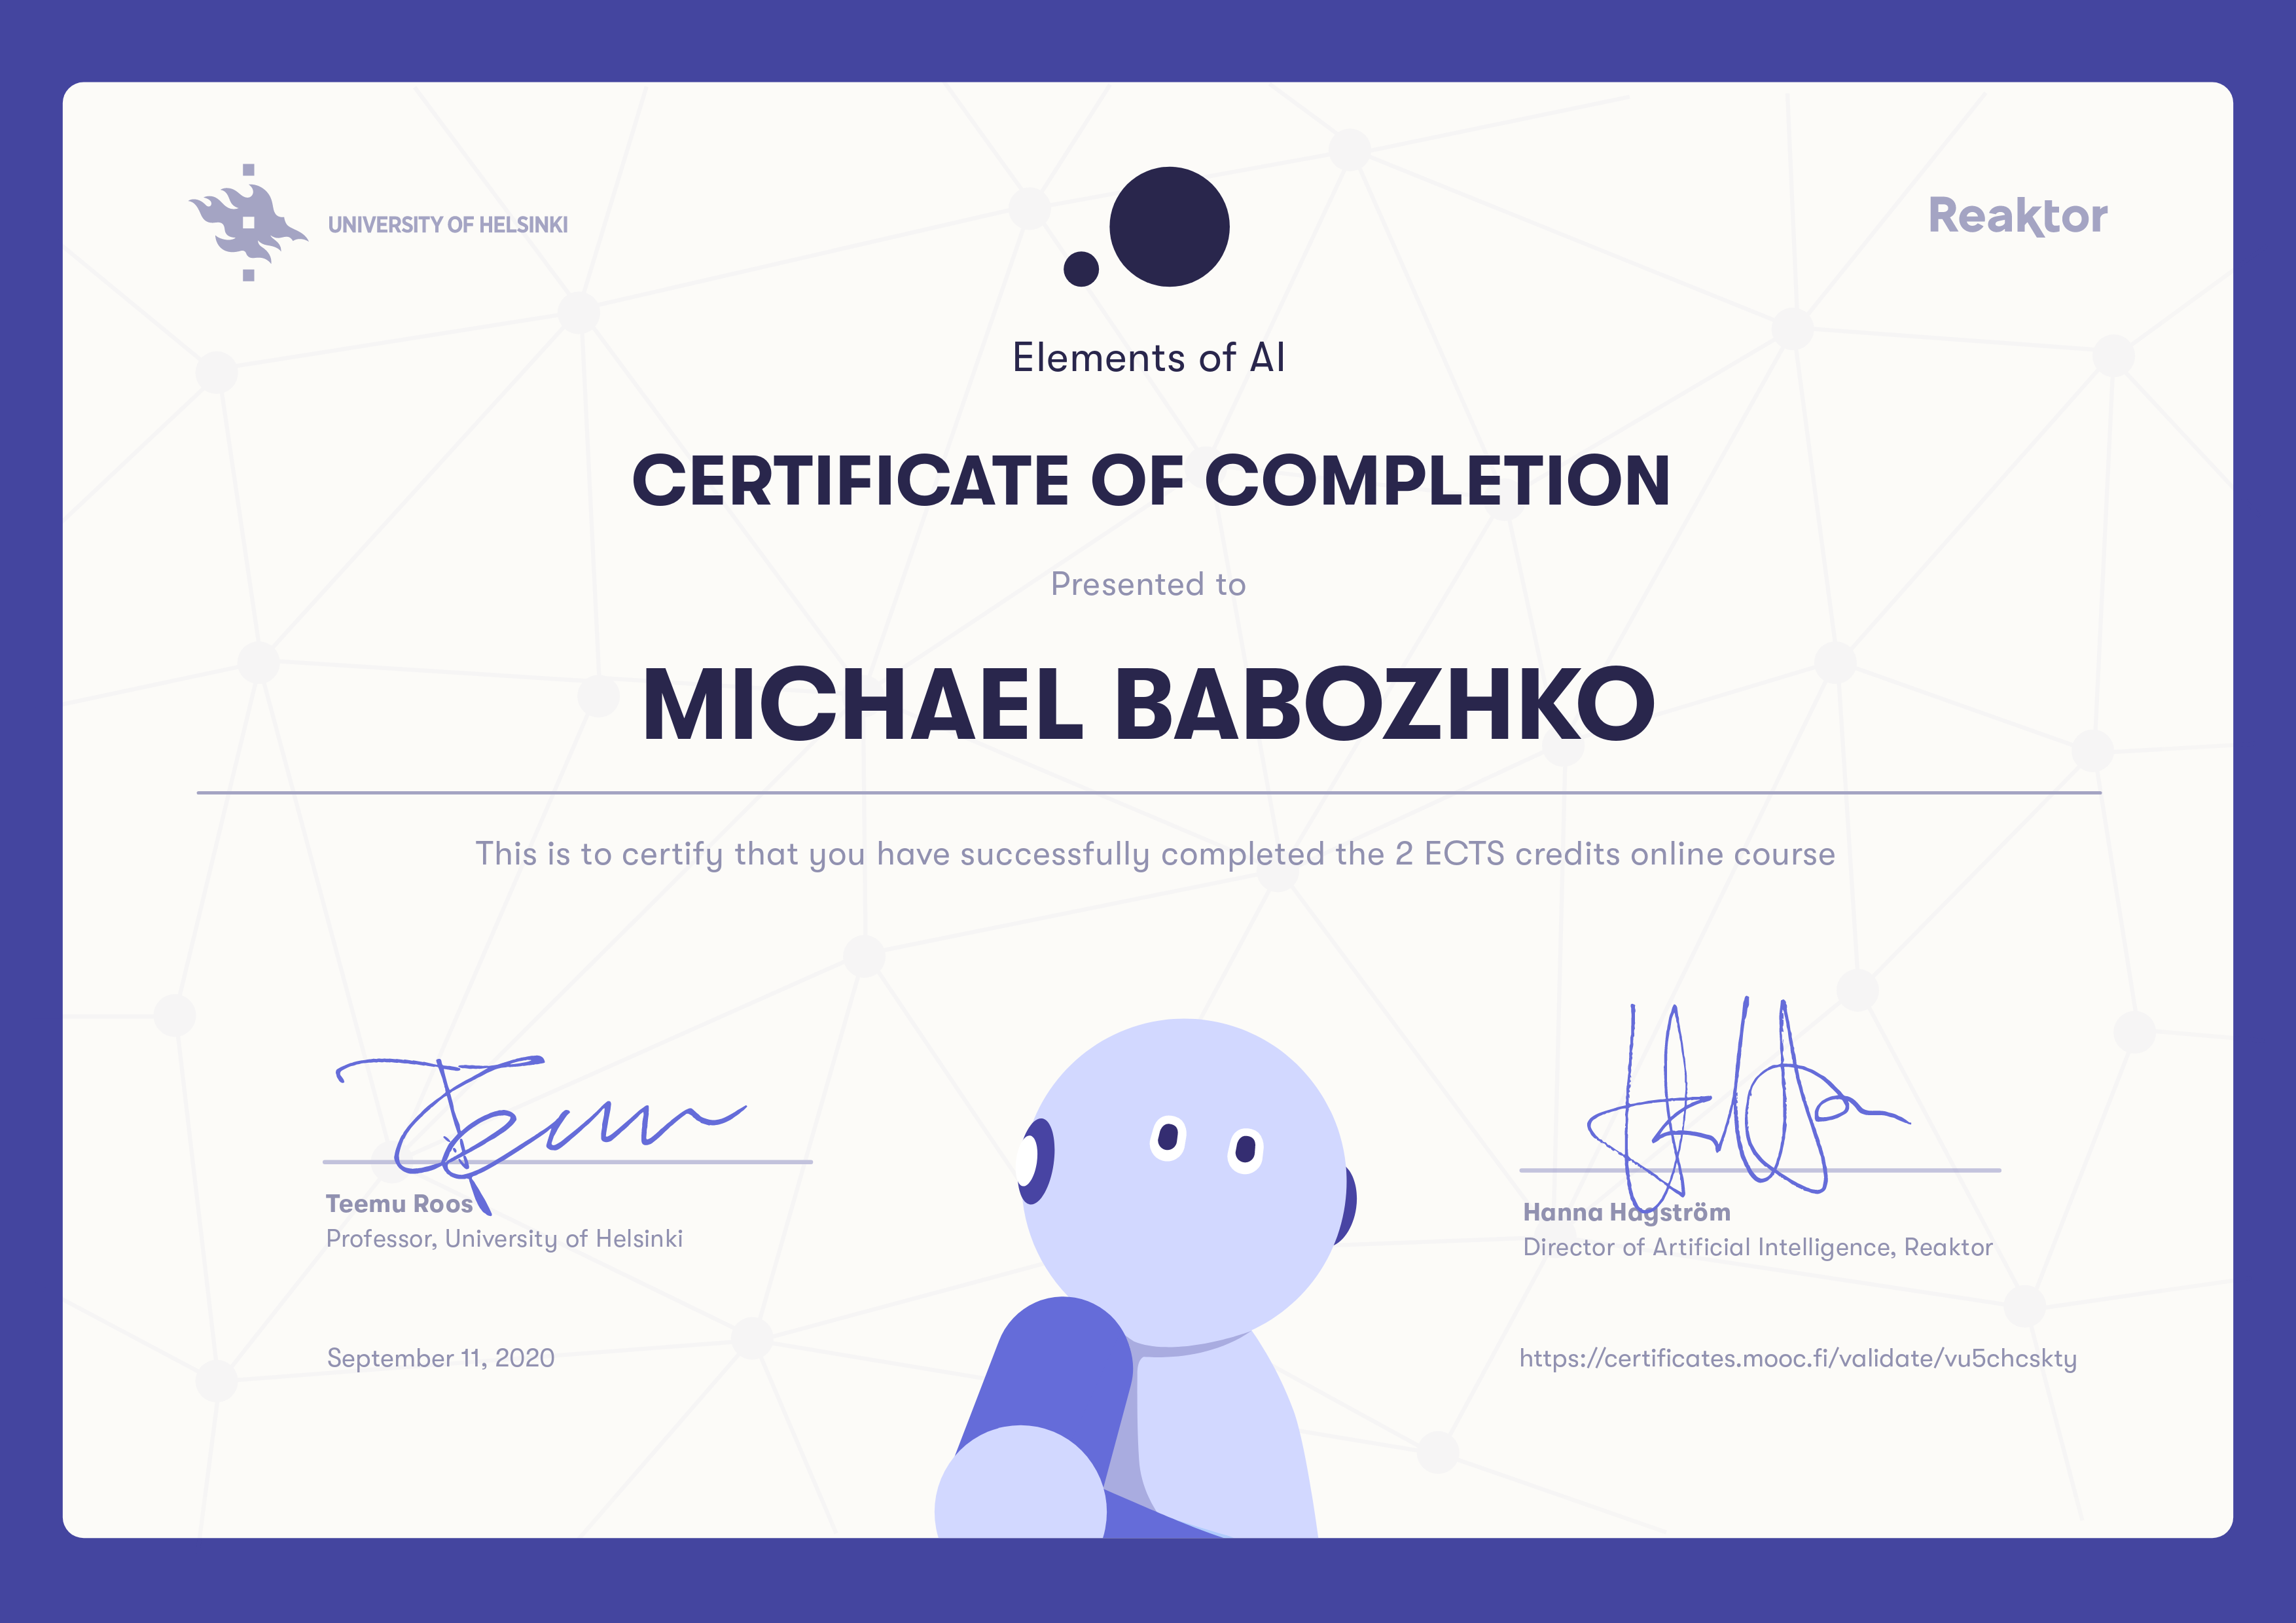 UNIVERSITY OF HELSINKI
Reaktor
Elements of AI
CERTIFICATE OF COMPLETION
Presented to
MICHAEL BABOZHKO
This is to certify that you have successfully completed the 2 ECTS credits online course
Teemu Roos
Professor, University of Helsinki
September 11, 2020
Hanna Hagström
Director of Artificial Intelligence, Reaktor
https://certificates.mooc.fi/validate/vu5chcskty